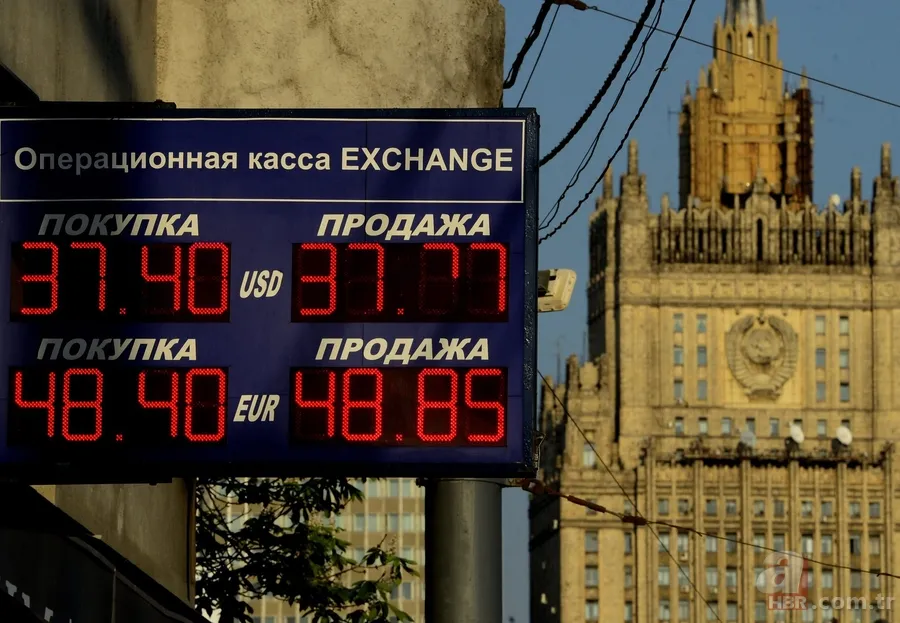 Операционная касса EXCHANGE
ПОКУПКА ПРОДАЖА
37.40 USD 37.77
ПОКУПКА ПРОДАЖА
48.40 EUR 48.85
a
HBR.com.tr